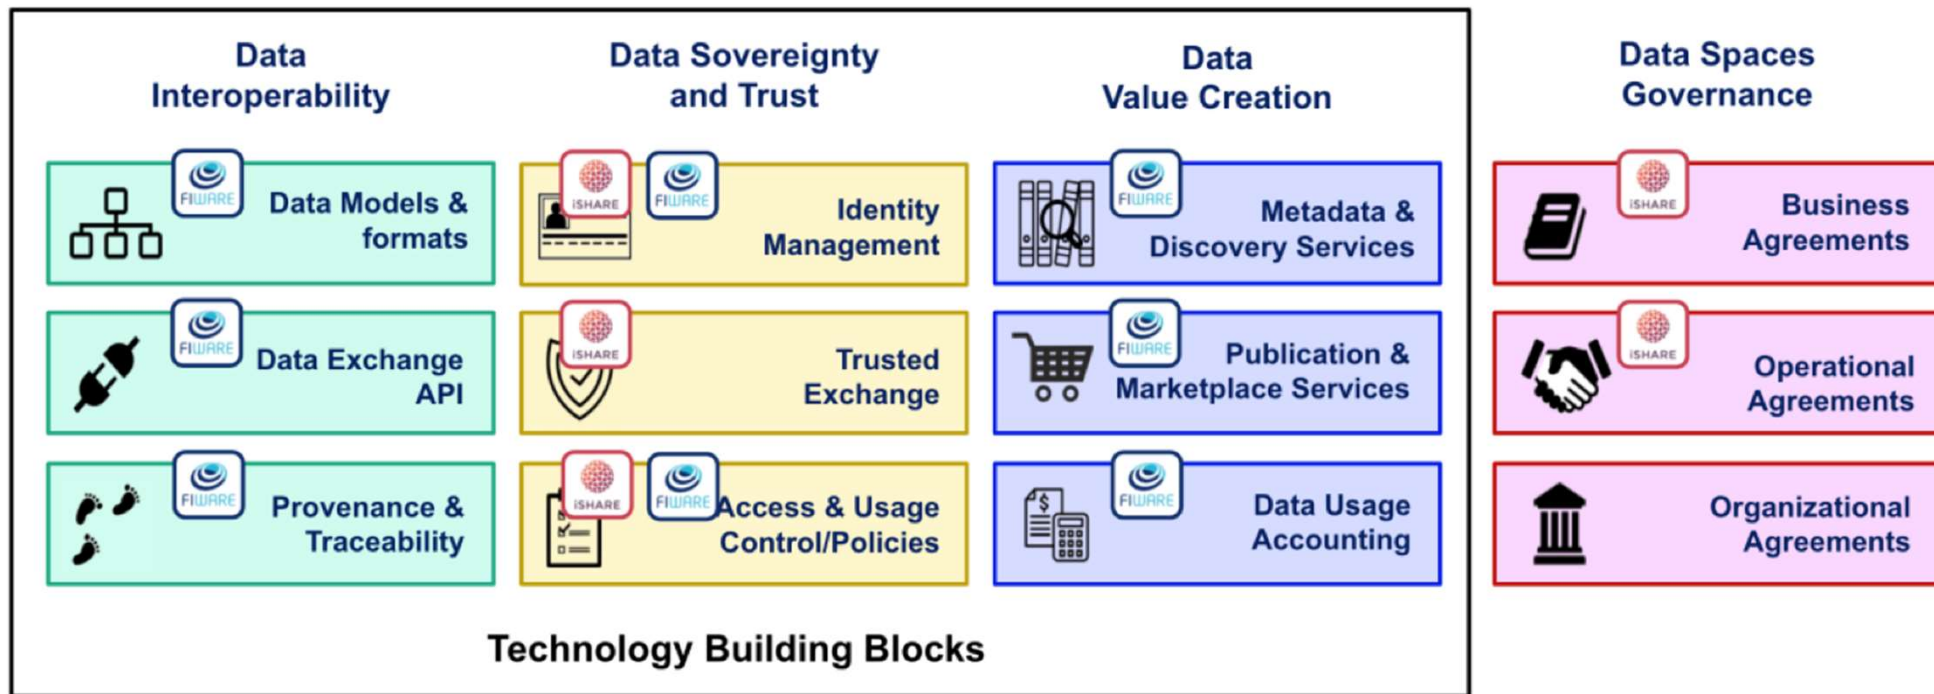 Data
Interoperability
FIWARE
Data Models &
formats
FIWARE
Data Exchange
API
FIWARE
Provenance &
Traceability
Data Sovereignty
and Trust
iSHARE
FIWARE
Identity
Management
iSHARE
Trusted
Exchange
iSHARE
FIWARE
Access & Usage
Control/Policies
Data
Value Creation
FIWARE
Metadata &
Discovery Services
FIWARE
Publication &
Marketplace Services
$
FIWARE
Data Usage
Accounting
Technology Building Blocks
Data Spaces
Governance
iSHARE
Business
Agreements
iSHARE
Operational
Agreements
Organizational
Agreements